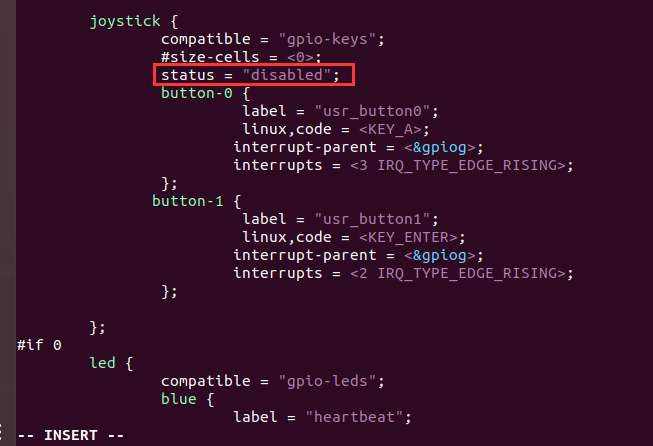 joystick {
compatible = "gpio-keys";
#size-cells = <0>;
status = "disabled";
button-0 {
label = "usr_button0";
linux,code = <KEY_A>;
interrupt-parent = <&gpiog>;
interrupts = <3 IRQ_TYPE_EDGE_RISING>;
};
button-1 {
label = "usr_button1";
linux,code = <KEY_ENTER>;
interrupt-parent = <&gpiog>;
interrupts = <2 IRQ_TYPE_EDGE_RISING>;
};
};
#if 0
led {
compatible = "gpio-leds";
blue {
label = "heartbeat";
-- INSERT --